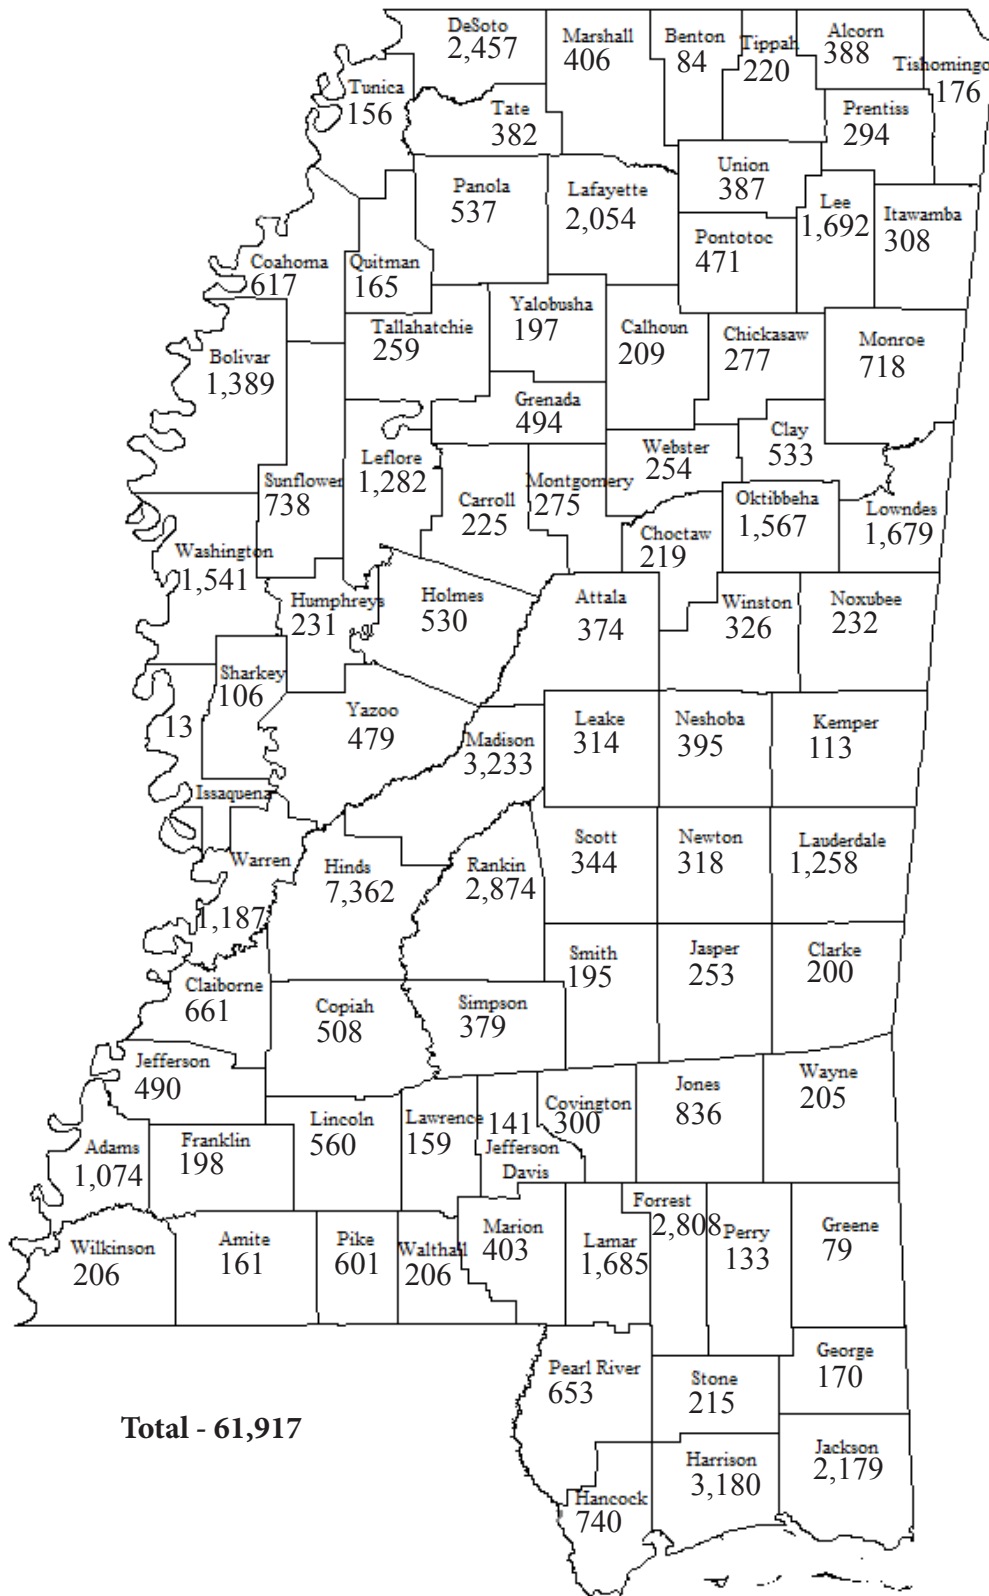 DeSoto
2,457
Marshall
406
Benton
84
Tippah
220
Alcorn
388
Tishomingo
176
Tunica
156
Tate
382
Prentiss
294
Union
387
Panola
537
Lafayette
2,054
Lee
1,692
Itawamba
308
Pontotoc
471
Coahoma
617
Quitman
165
Yalobusha
197
Tallahatchie
259
Calhoun
209
Chickasaw
277
Monroe
718
Bolivar
1,389
Grenada
494
Clay
533
Webster
254
Leflore
1,282
Sunflower
738
Montgomery
275
Carroll
225
Oktibbeha
1,567
Lowndes
1,679
Choctaw
219
Washington
1,541
Humphreys
231
Holmes
530
Attala
374
Winston
326
Noxubee
232
Sharkey
106
13
Issaquena
Yazoo
479
Madison
3,233
Leake
314
Neshoba
395
Kemper
113
Warren
1,187
Hinds
7,362
Rankin
2,874
Scott
344
Newton
318
Lauderdale
1,258
Smith
195
Jasper
253
Clarke
200
Claiborne
661
Copiah
508
Simpson
379
Jefferson
490
Lincoln
560
Lawrence
159
141
Jefferson
Davis
Covington
300
Jones
836
Wayne
205
Adams
1,074
Franklin
198
Wilkinson
206
Amite
161
Pike
601
Walthall
206
Marion
403
Lamar
1,685
Forrest
2,808
Perry
133
Greene
79
Pearl River
653
Stone
215
George
170
Total - 61,917
Hancock
740
Harrison
3,180
Jackson
2,179